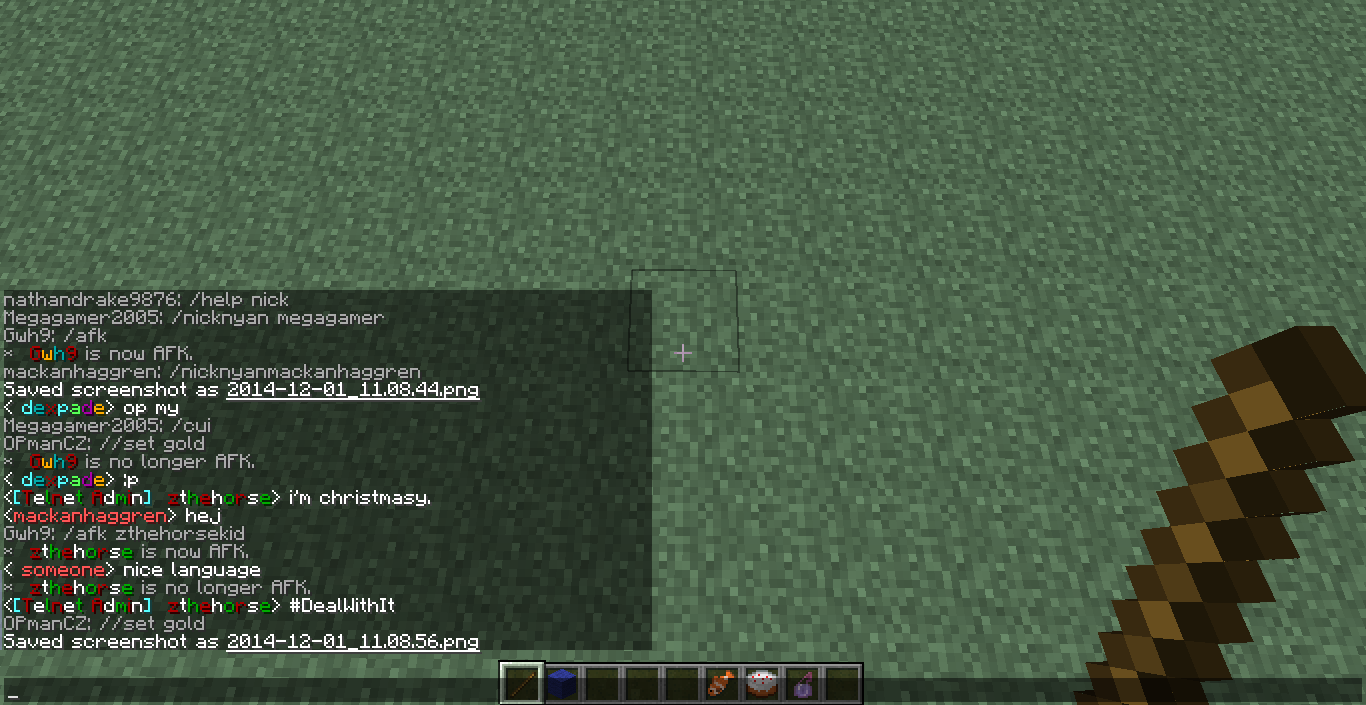 nathandrake9876: /help nick
Megagamer2005: /nicknyan megagamer
Gwh9: /afk
* Gwh9 is now AFK.
mackanhaggren: /nicknyanmackanhaggren
Saved screenshot as 2014-12-01_11.08.44.png
< dexpade> op my
Megagamer2005: /cui
OPmanCZ: //set gold
* Gwh9 is no longer AFK.
< dexpade> :p
<[Telnet Admin] zthehorse> i'm christmasy.
<mackanhaggren> hej
Gwh9: /afk zthehorsekid
* zthehorse is now AFK.
< someone> nice language
* zthehorse is no longer AFK.
<[Telnet Admin] zthehorse> #DealWithIt
OPmanCZ: //set gold
Saved screenshot as 2014-12-01_11.08.56.png
_